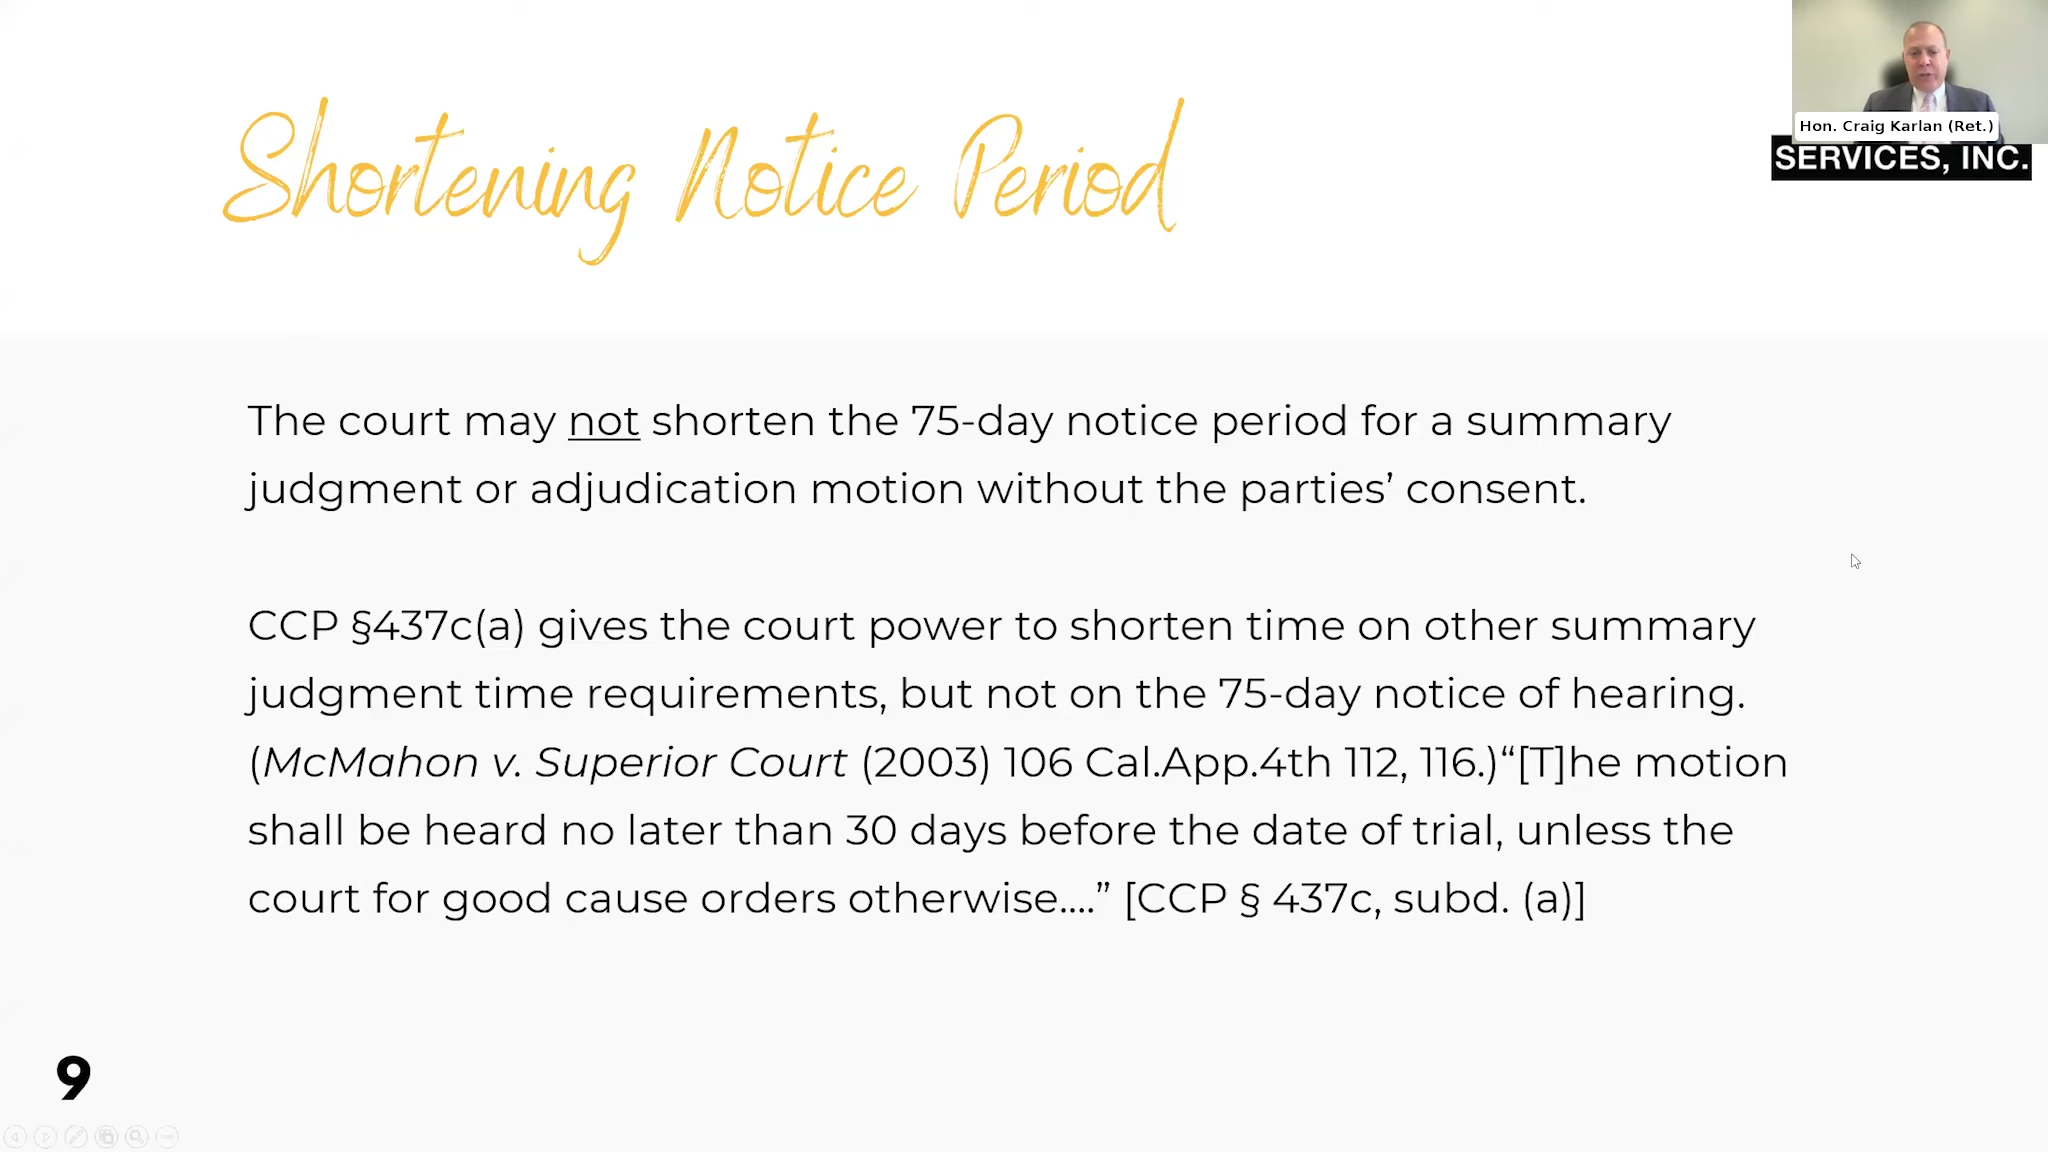 Shortening Notice Period
Hon. Craig Karlan (Ret.)
SERVICES, INC.
The court may not shorten the 75-day notice period for a summary
judgment or adjudication motion without the parties’ consent.
CCP §437c(a) gives the court power to shorten time on other summary
judgment time requirements, but not on the 75-day notice of hearing.
(McMahon v. Superior Court (2003) 106 Cal.App.4th 112, 116.)“[T]he motion
shall be heard no later than 30 days before the date of trial, unless the
court for good cause orders otherwise....” [CCP § 437c, subd. (a)]
9